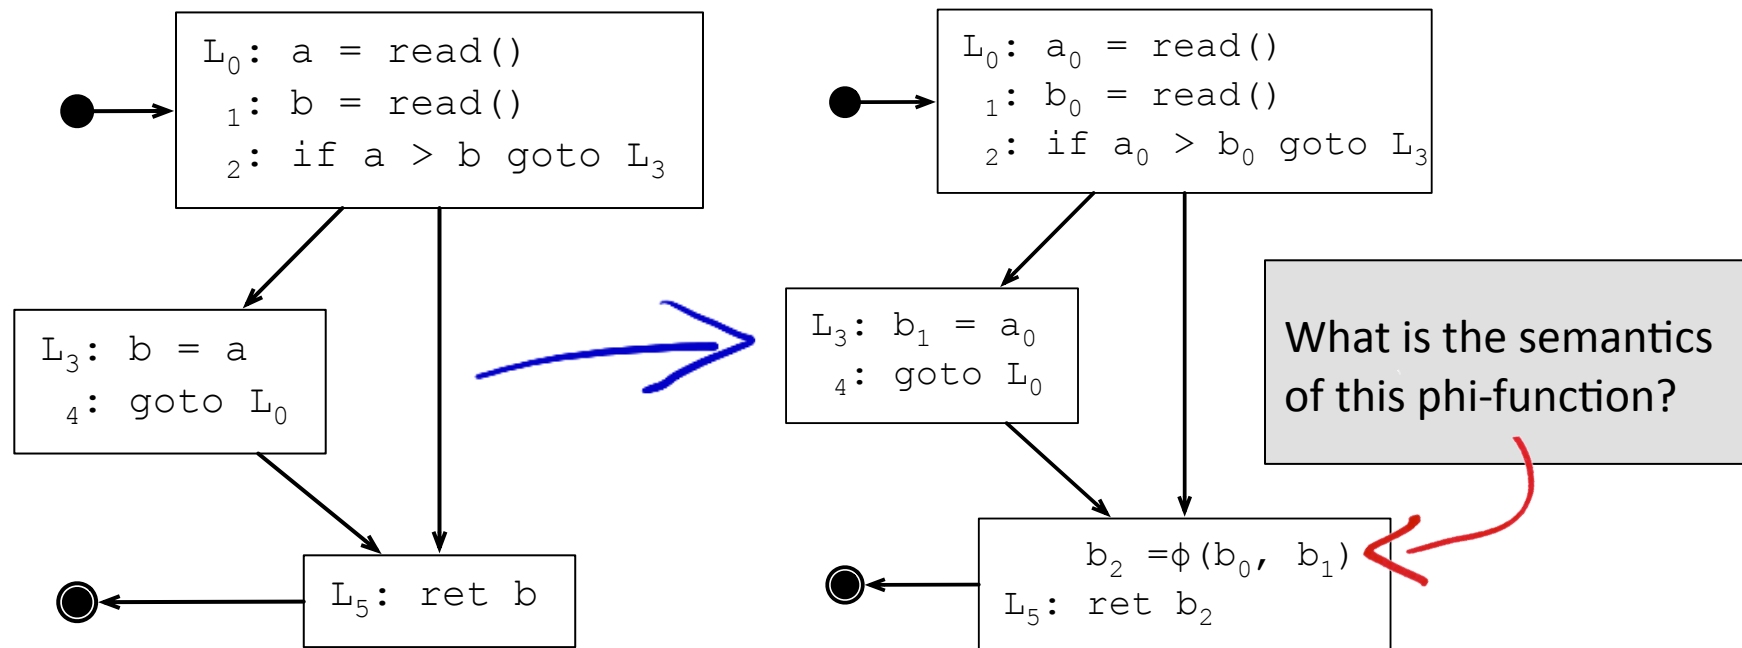 L₀: a = read()
₁: b = read()
₂: if a > b goto L₃
L₃: b = a
₄: goto L₀
L₅: ret b
L₀: a₀ = read()
₁: b₀ = read()
₂: if a₀ > b₀ goto L₃
L₃: b₁ = a₀
₄: goto L₀
b₂ =ϕ(b₀, b₁)
L₅: ret b₂
What is the semantics
of this phi-function?